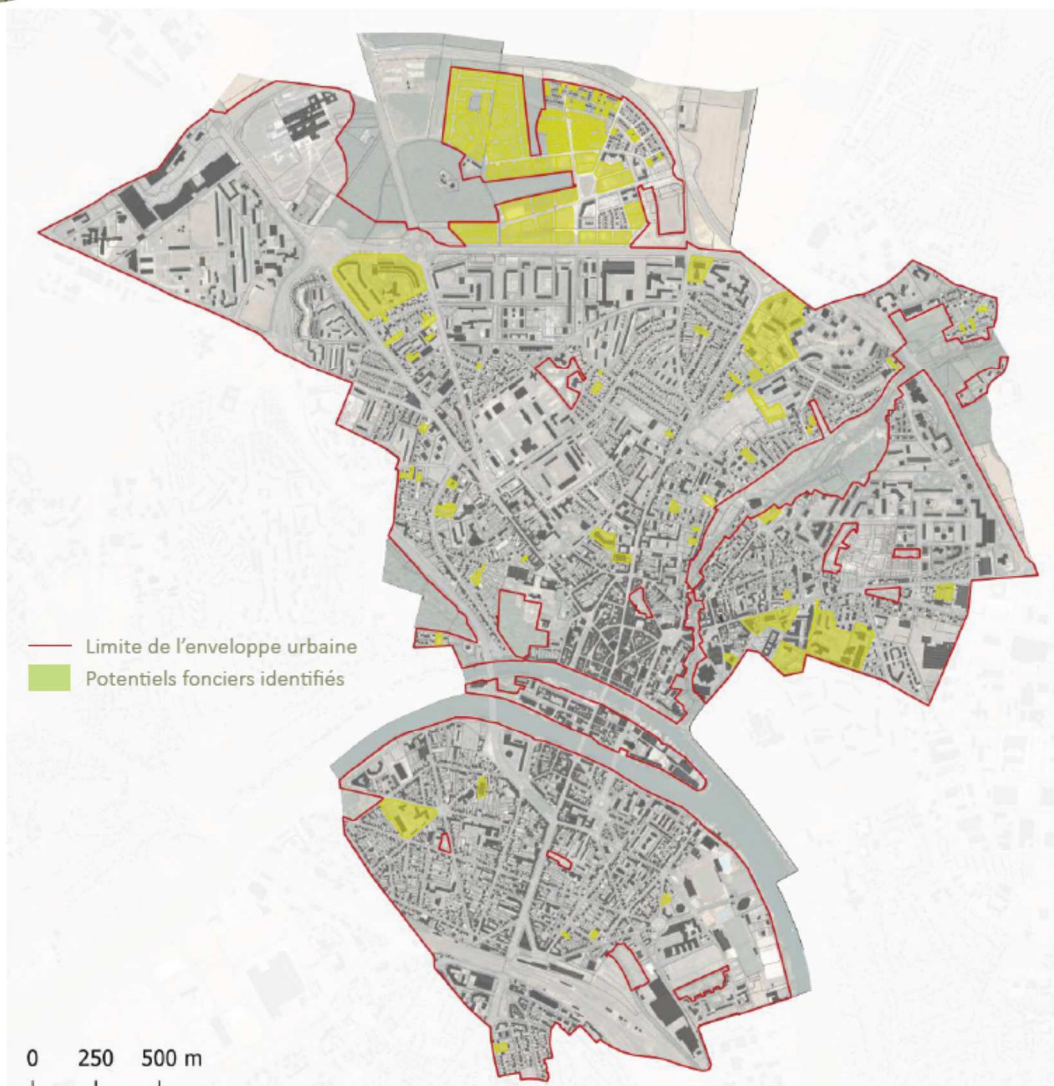 Limite de l'enveloppe urbaine
Potentiels fonciers identifiés
0 250 500 m